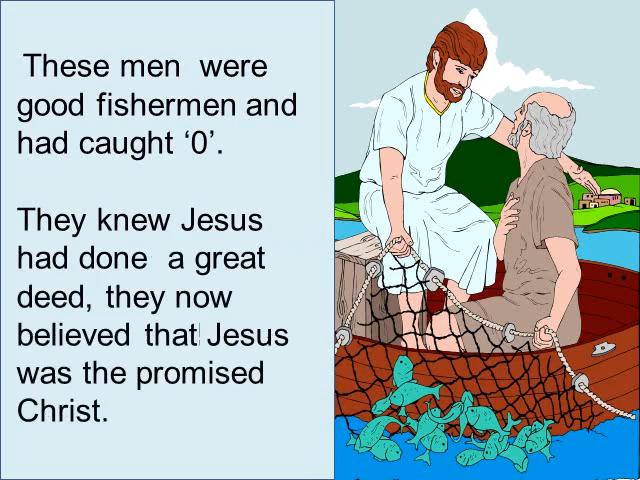 These men  were
good fishermen and
had caught ‘0’.
They knew Jesus
had done  a great
deed, they now
believed that Jesus
was the promised
Christ.